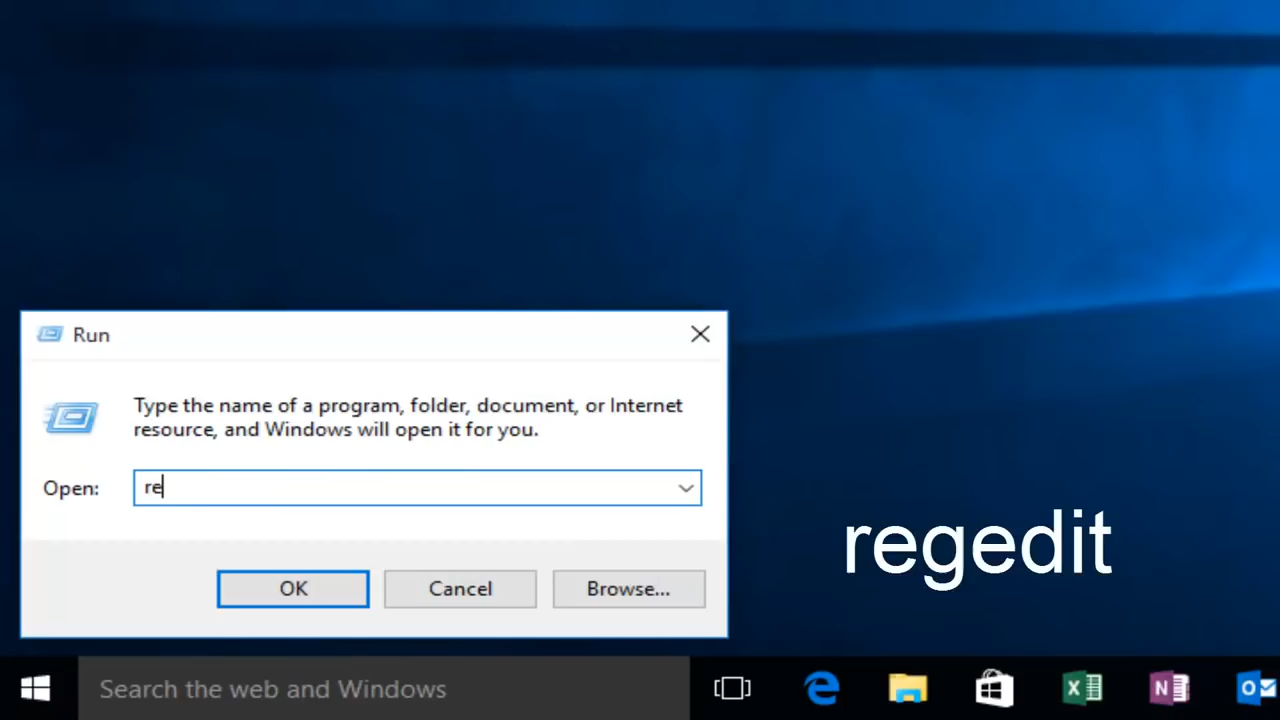 Run
Type the name of a program, folder, document, or Internet
resource, and Windows will open it for you.
Open: re
OK Cancel Browse...
regedit
Search the web and Windows